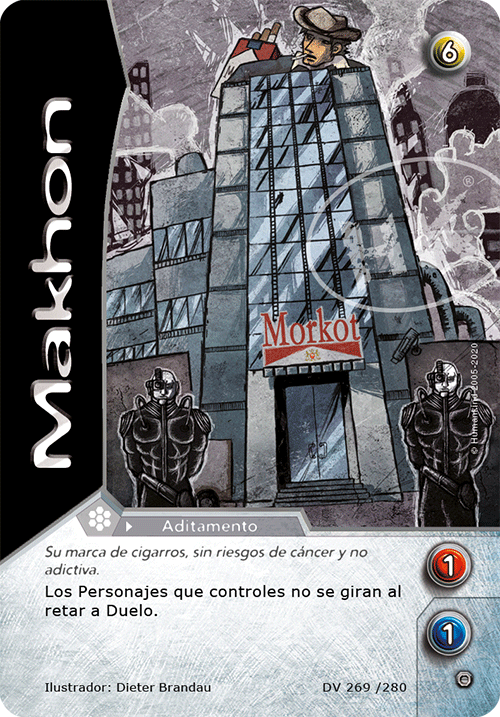 Makhon
6
Morkot
© Humankind 2005-2020
Aditamento
Su marca de cigarros, sin riesgos de cáncer y no
adictiva.
Los Personajes que controles no se giran al
retar a Duelo.
1
1
Ilustrador: Dieter Brandau
DV 269 /280